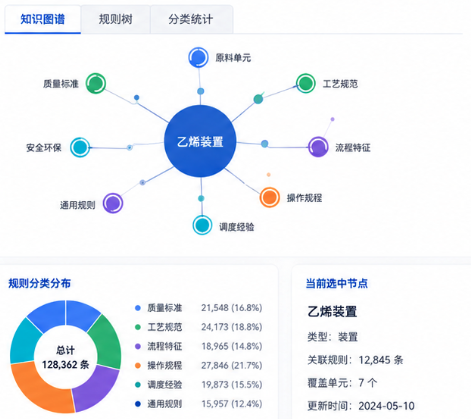 知识图谱
规则树
分类统计
原料单元
质量标准
工艺规范
乙烯装置
安全环保
流程特征
通用规则
操作规程
调度经验
规则分类分布
总计
128,362 条
质量标准 21,548 (16.8%)
工艺规范 24,173 (18.8%)
流程特征 18,965 (14.8%)
操作规程 27,846 (21.7%)
调度经验 19,873 (15.5%)
通用规则 15,957 (12.4%)
当前选中节点
乙烯装置
类型：装置
关联规则：12,845 条
覆盖单元：7 个
更新时间：2024-05-10